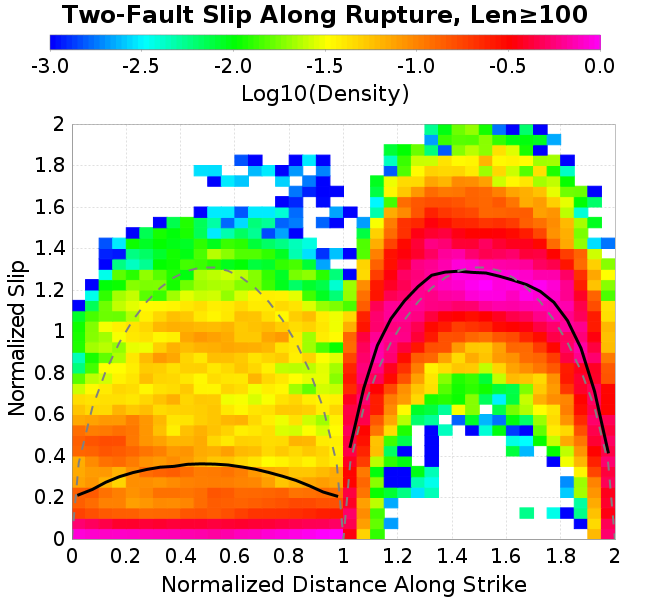 Two-Fault Slip Along Rupture, Len≥100
-3.0 -2.5 -2.0 -1.5 -1.0 -0.5 0.0
Log10(Density)
2
1.8
1.6
1.4
1.2
1
0.8
0.6
0.4
0.2
0
Normalized Slip
0 0.2 0.4 0.6 0.8 1 1.2 1.4 1.6 1.8 2
Normalized Distance Along Strike